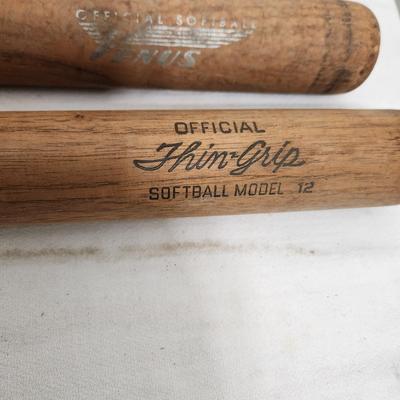 OFFICIAL SOFTBALL
VENUS
OFFICIAL
Thin-Grip
SOFTBALL MODEL 12